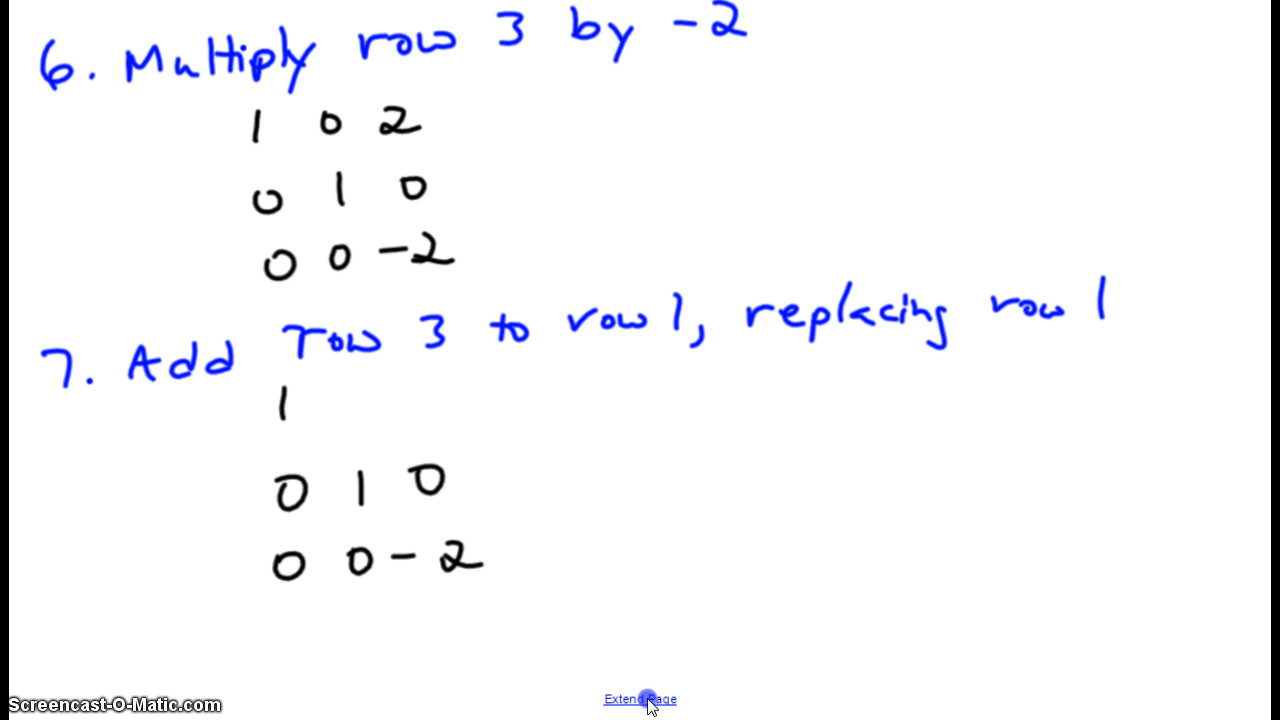 6. Multiply row 3 by -2
1 0 2
0 1 0
0 0 -2
7. Add row 3 to row 1, replacing row 1
1
0 1 0
0 0 -2
Extend Page
Screencast-O-Matic.com